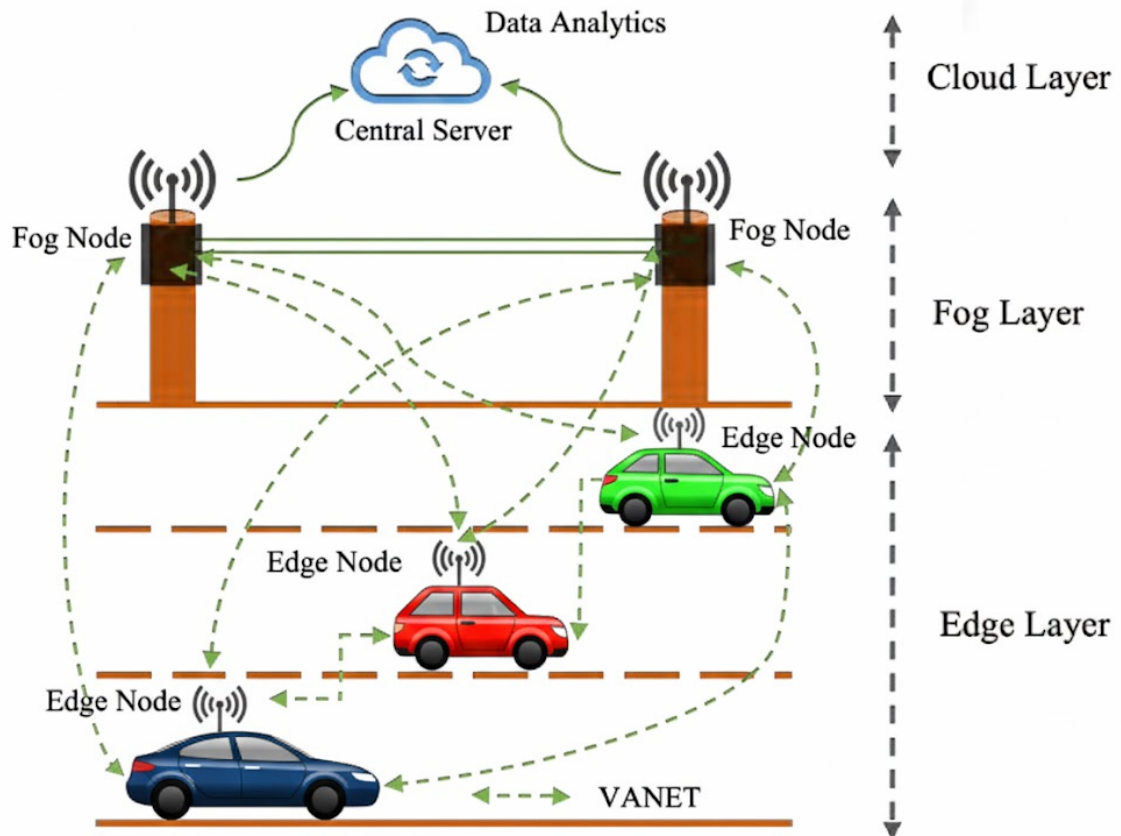 Data Analytics
Cloud Layer
Central Server
Fog Node
Fog Node
Fog Layer
Edge Node
Edge Node
Edge Layer
Edge Node
VANET